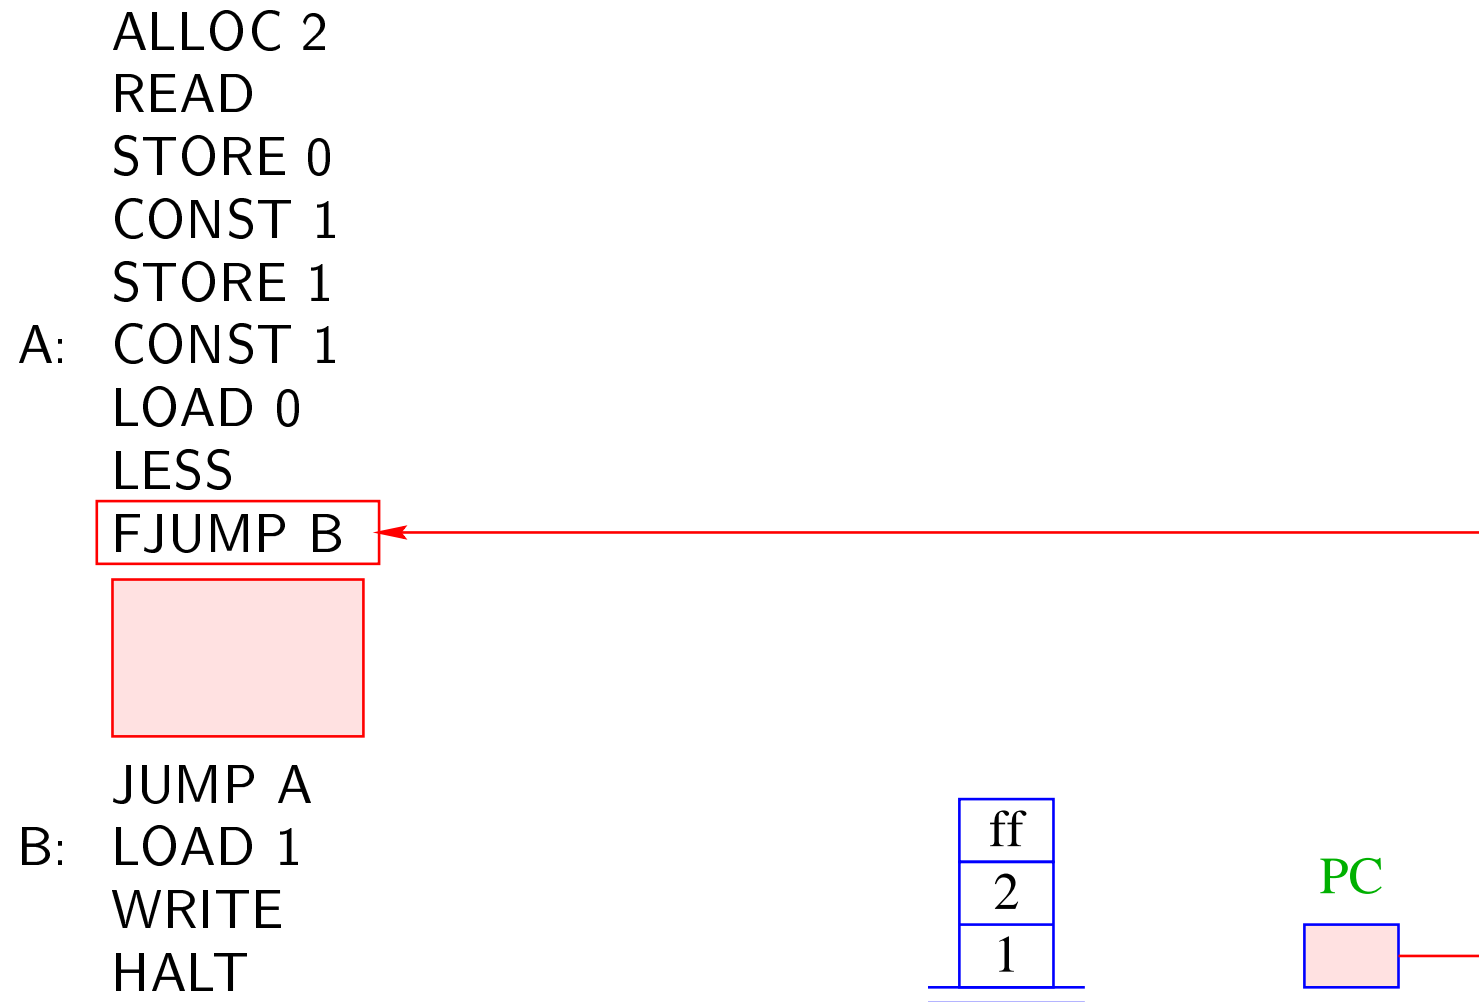 ALLOC 2
READ
STORE 0
CONST 1
STORE 1
A: CONST 1
LOAD 0
LESS
FJUMP B
JUMP A
B: LOAD 1
WRITE
HALT
ff
2
1
PC